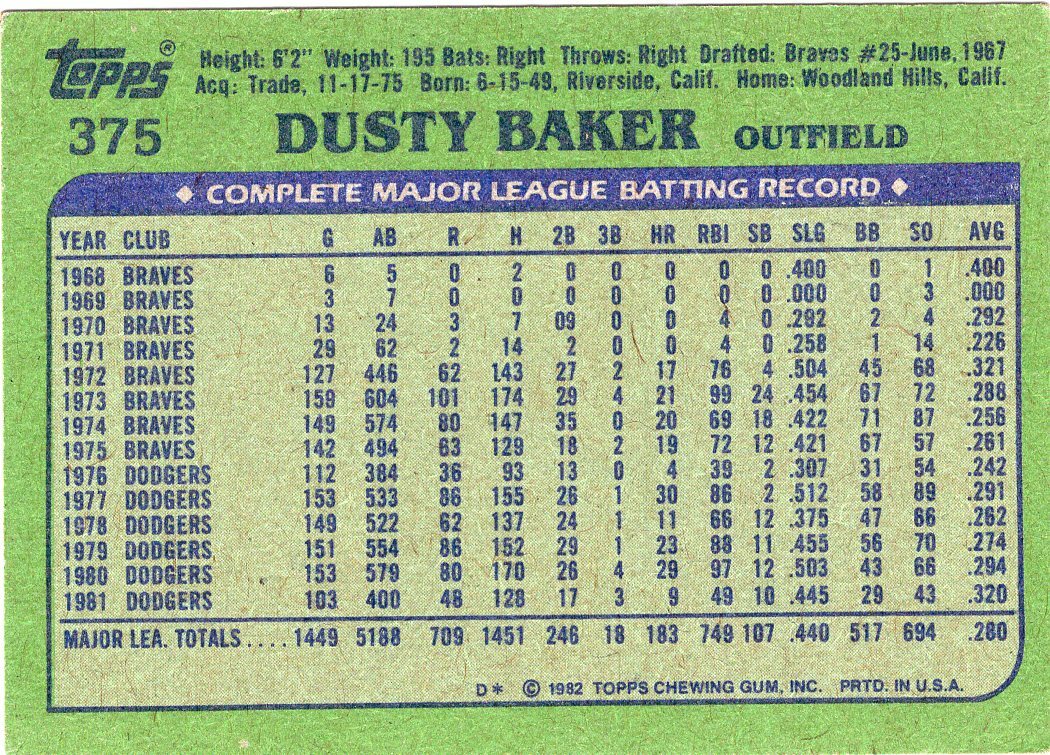 Topps® Height: 6'2" Weight: 195 Bats: Right Throws: Right Drafted: Braves #25-June, 1967
Acq: Trade, 11-17-75 Born: 6-15-49, Riverside, Calif. Home: Woodland Hills, Calif.
375 DUSTY BAKER OUTFIELD
◆ COMPLETE MAJOR LEAGUE BATTING RECORD ◆
YEAR CLUB G AB R H 2B 3B HR RBI SB SLG BB SO AVG
1968 BRAVES 6 5 0 2 0 0 0 0 0 .400 0 1 .400
1969 BRAVES 3 7 0 0 0 0 0 0 0 .000 0 3 .000
1970 BRAVES 13 24 3 7 09 0 0 4 0 .292 2 4 .292
1971 BRAVES 29 62 2 14 2 0 0 4 0 .258 1 14 .226
1972 BRAVES 127 446 62 143 27 2 17 76 4 .504 45 68 .321
1973 BRAVES 159 604 101 174 29 4 21 99 24 .454 67 72 .288
1974 BRAVES 149 574 80 147 35 0 20 69 18 .422 71 87 .256
1975 BRAVES 142 494 63 129 18 2 19 72 12 .421 67 57 .261
1976 DODGERS 112 384 36 93 13 0 4 39 2 .307 31 54 .242
1977 DODGERS 153 533 86 155 26 1 30 86 2 .512 58 89 .291
1978 DODGERS 149 522 62 137 24 1 11 66 12 .375 47 66 .262
1979 DODGERS 151 554 86 152 29 1 23 88 11 .455 56 70 .274
1980 DODGERS 153 579 80 170 26 4 29 97 12 .503 43 66 .294
1981 DODGERS 103 400 48 128 17 3 9 49 10 .445 29 43 .320
MAJOR LEA. TOTALS .... 1449 5188 709 1451 246 18 183 749 107 .440 517 694 .280
D* © 1982 TOPPS CHEWING GUM, INC. PRTD. IN U.S.A.